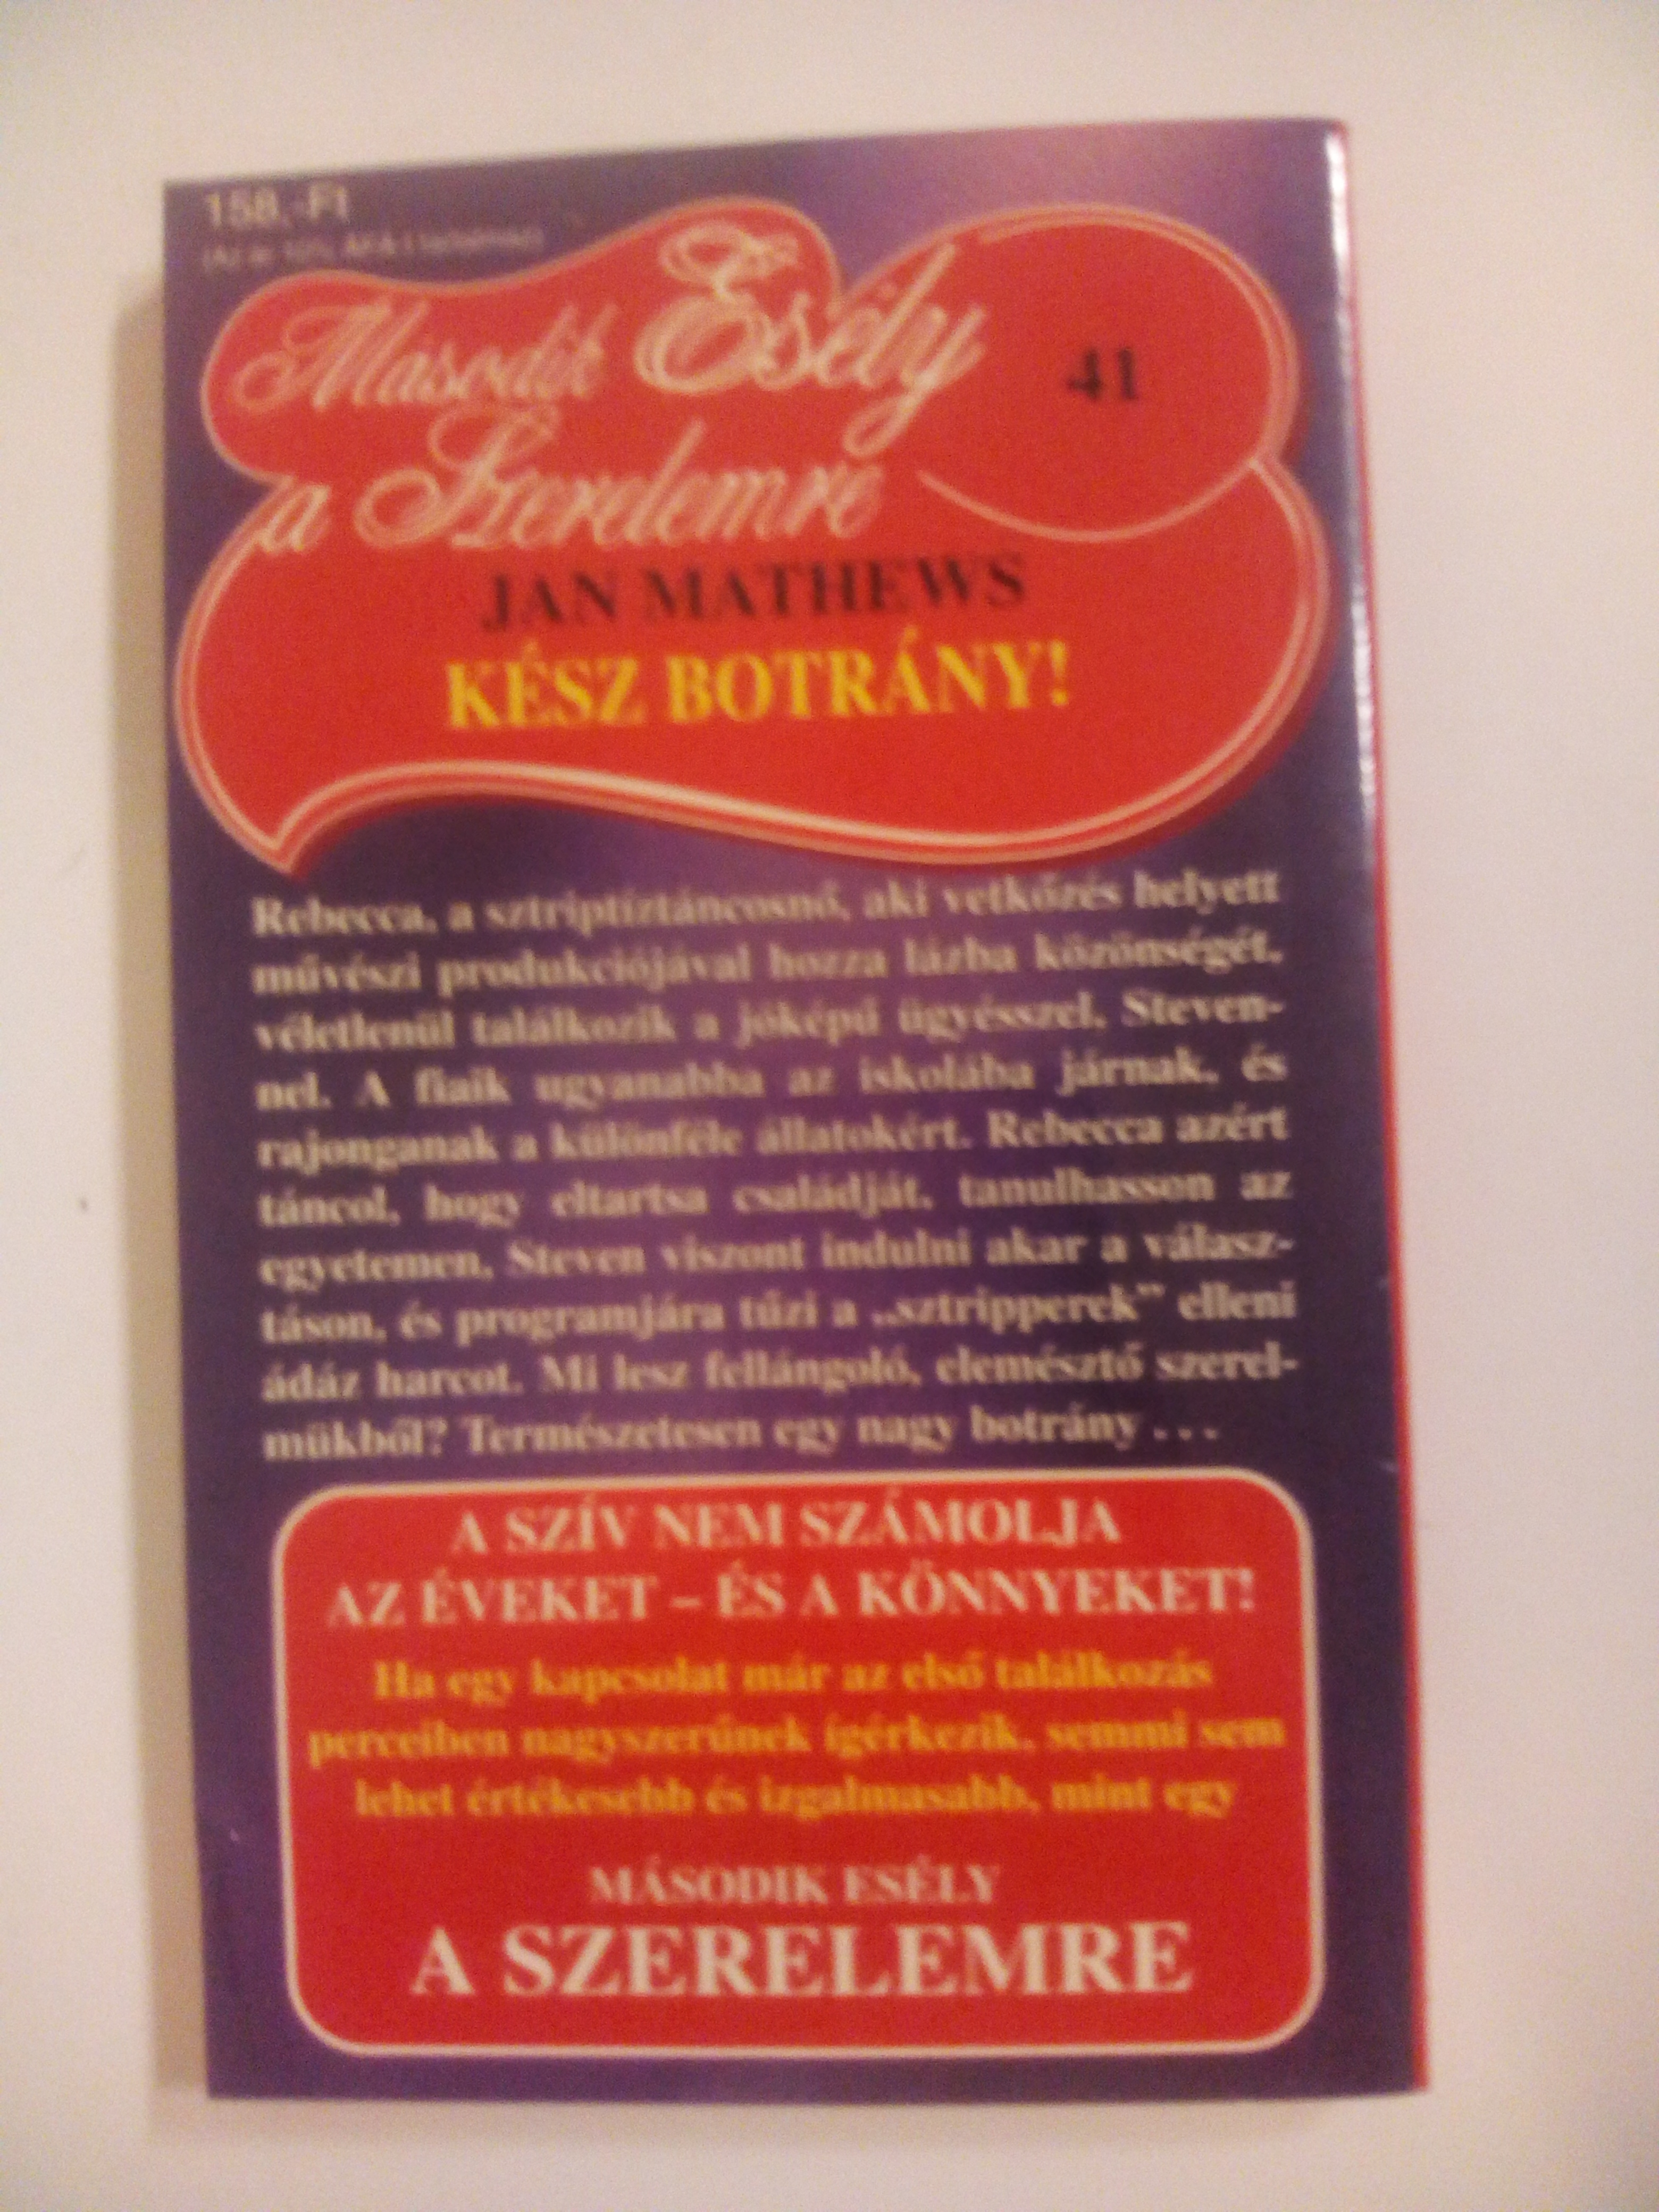 158,-Ft
(Az ár 10% ÁFÁ-t tartalmaz)
Második Esély
a Szerelemre
41
JAN MATHEWS
KÉSZ BOTRÁNY!
Rebecca, a sztriptíztáncosnő, aki vetkőzés helyett
művészi produkciójával hozza lázba közönségét,
véletlenül találkozik a jóképű ügyésszel, Steven-
nel. A fiaik ugyanabba az iskolába járnak, és
rajonganak a különféle állatokért. Rebecca azért
táncol, hogy eltartsa családját, tanulhasson az
egyetemen, Steven viszont indulni akar a válasz-
táson, és programjára tűzi a „sztripperek” elleni
ádáz harcot. Mi lesz fellángoló, elemésztő szerel-
mükből? Természetesen egy nagy botrány . . .
A SZÍV NEM SZÁMOLJA
AZ ÉVEKET – ÉS A KÖNNYEKET!
Ha egy kapcsolat már az első találkozás
perceiben nagyszerűnek ígérkezik, semmi sem
lehet értékesebb és izgalmasabb, mint egy
MÁSODIK ESÉLY
A SZERELEMRE